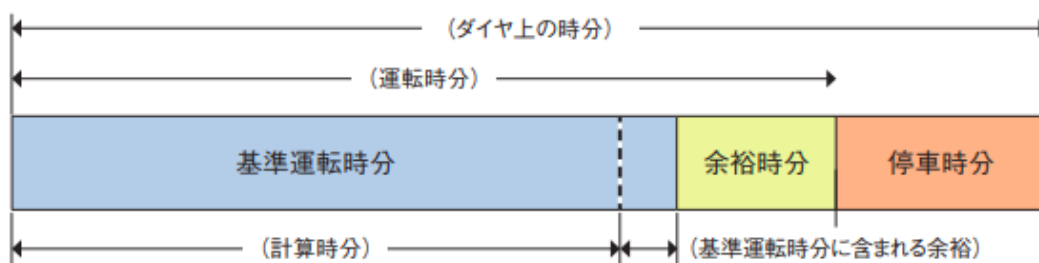 (ダイヤ上の時分)
(運転時分)
基準運転時分
余裕時分
停車時分
(計算時分)
(基準運転時分に含まれる余裕)